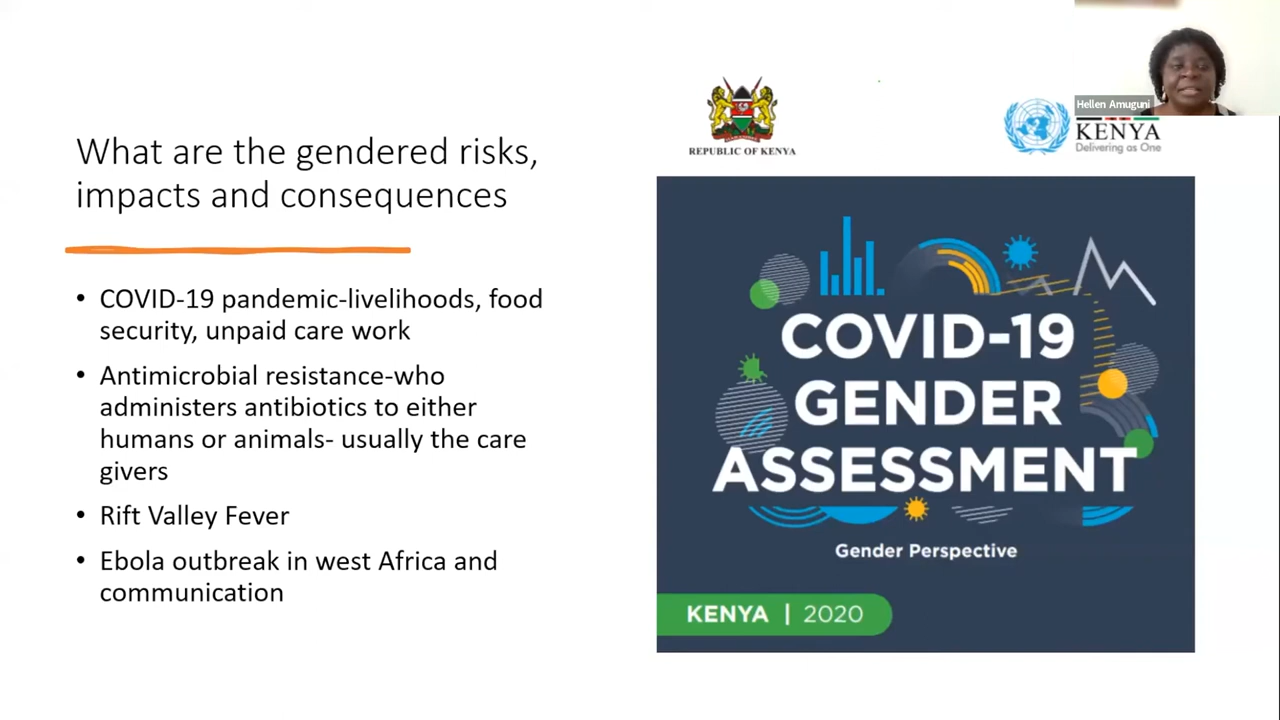 What are the gendered risks,
impacts and consequences
• COVID-19 pandemic-livelihoods, food
security, unpaid care work
• Antimicrobial resistance-who
administers antibiotics to either
humans or animals- usually the care
givers
• Rift Valley Fever
• Ebola outbreak in west Africa and
communication
REPUBLIC OF KENYA
KENYA
Delivering as One
Hellen Amuguni
COVID-19
GENDER
ASSESSMENT
Gender Perspective
KENYA | 2020